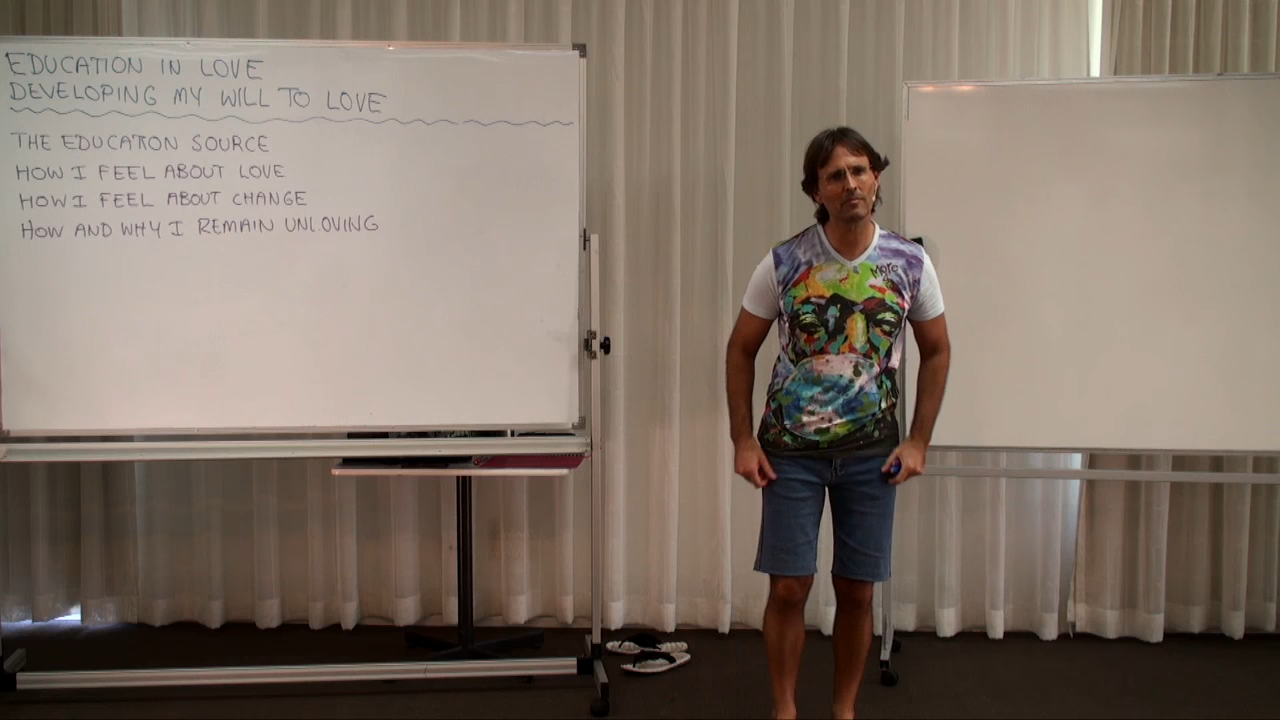 EDUCATION IN LOVE
DEVELOPING MY WILL TO LOVE
THE EDUCATION SOURCE
HOW I FEEL ABOUT LOVE
HOW I FEEL ABOUT CHANGE
HOW AND WHY I REMAIN UNLOVING